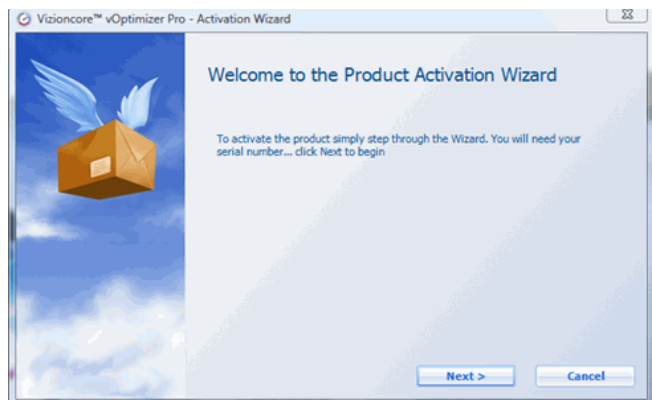 Vizioncore™ vOptimizer Pro - Activation Wizard
Welcome to the Product Activation Wizard
To activate the product simply step through the Wizard. You will need your
serial number... click Next to begin
Next >
Cancel